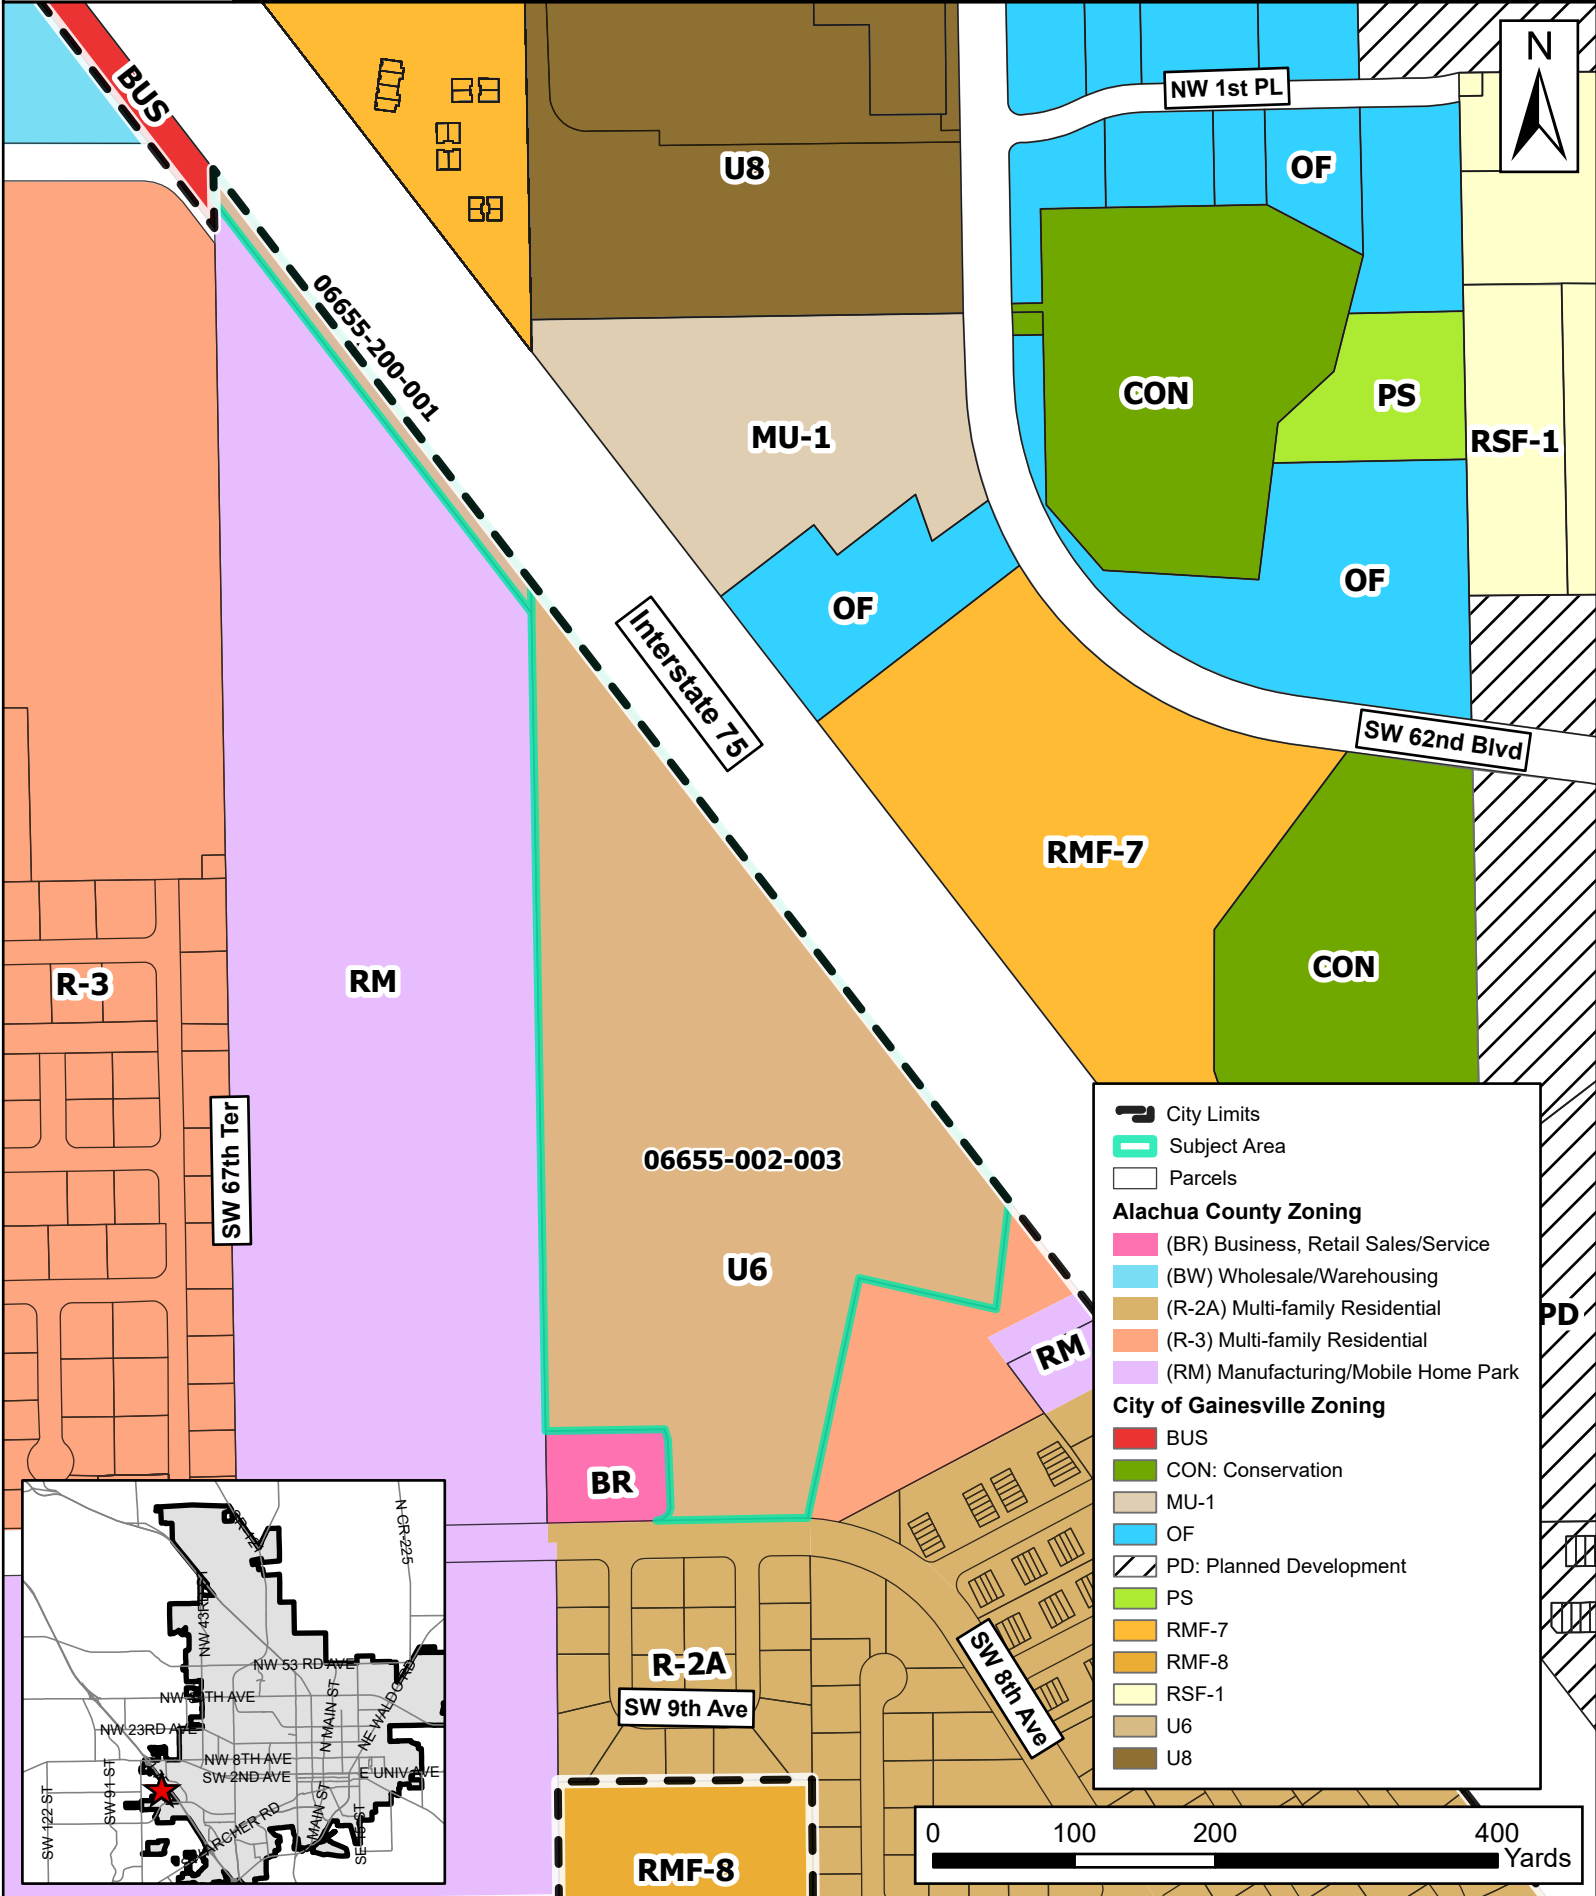 BUS
U8
NW 1st PL
N
OF
06655-200-001
CON
PS
MU-1
RSF-1
OF
OF
Interstate 75
SW 62nd Blvd
RMF-7
CON
R-3
RM
SW 67th Ter
06655-002-003
U6
RM
PD
BR
R-2A
SW 9th Ave
SW 8th Ave
RMF-8
City Limits
Subject Area
Parcels
Alachua County Zoning
(BR) Business, Retail Sales/Service
(BW) Wholesale/Warehousing
(R-2A) Multi-family Residential
(R-3) Multi-family Residential
(RM) Manufacturing/Mobile Home Park
City of Gainesville Zoning
BUS
CON: Conservation
MU-1
OF
PD: Planned Development
PS
RMF-7
RMF-8
RSF-1
U6
U8
0 100 200 400
Yards
N CR-225
NW 53 RD AVE
N MAIN ST
NE WALDO RD
NW 23RD AVE
NW 8TH AVE
SW 2ND AVE
E UNIV AVE
SW 91 ST
SW 122 ST
ARCHER RD
MAIN ST